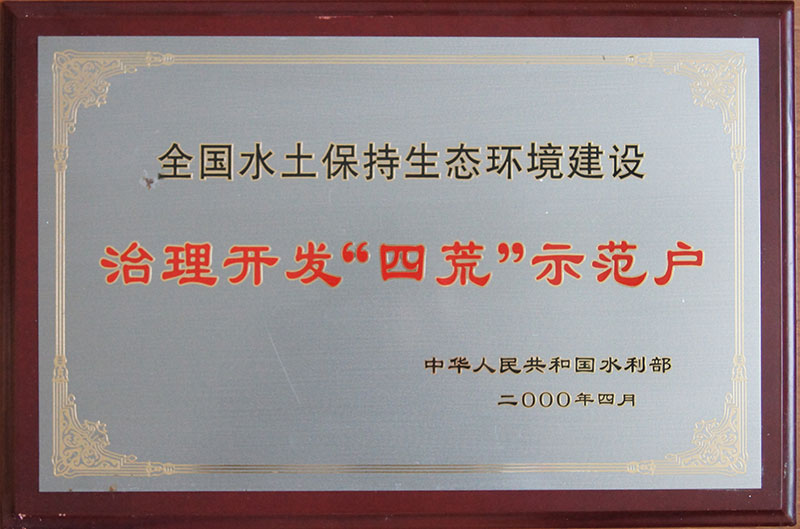 全国水土保持生态环境建设
治理开发“四荒”示范户
中华人民共和国水利部
二000年四月